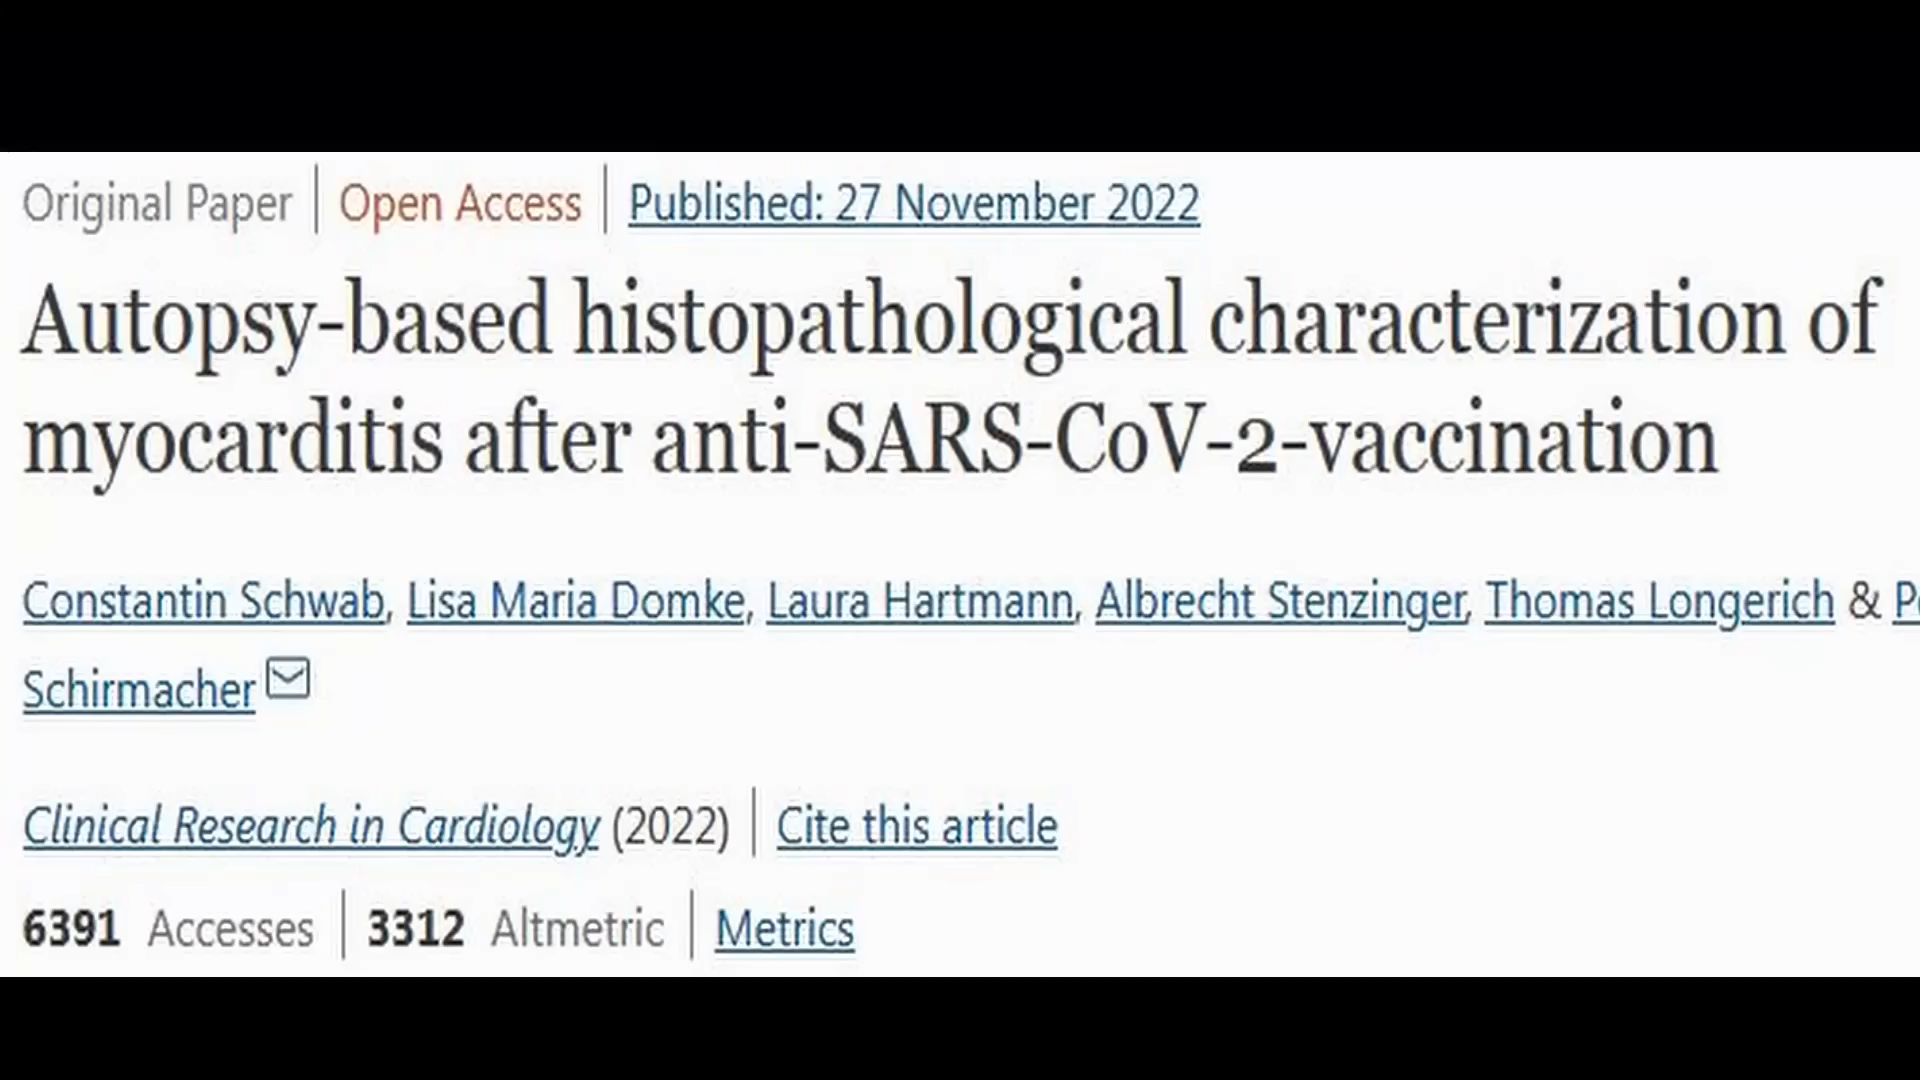 Original Paper | Open Access | Published: 27 November 2022
Autopsy-based histopathological characterization of
myocarditis after anti-SARS-CoV-2-vaccination
Constantin Schwab, Lisa Maria Domke, Laura Hartmann, Albrecht Stenzinger, Thomas Longerich &
Schirmacher
Clinical Research in Cardiology (2022) | Cite this article
6391 Accesses | 3312 Altmetric | Metrics